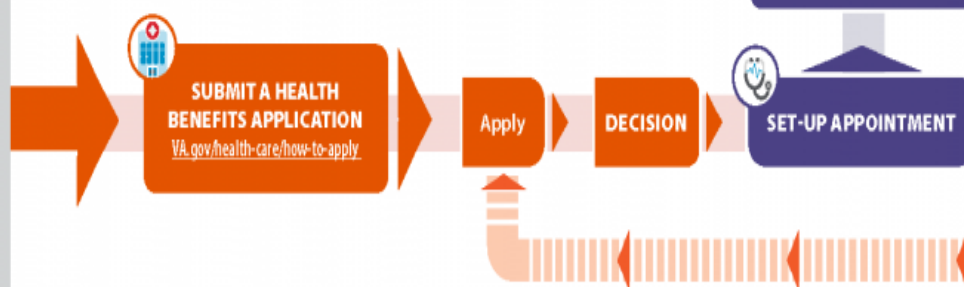 SUBMIT A HEALTH
BENEFITS APPLICATION
VA.gov/health-care/how-to-apply
Apply
DECISION
SET-UP APPOINTMENT